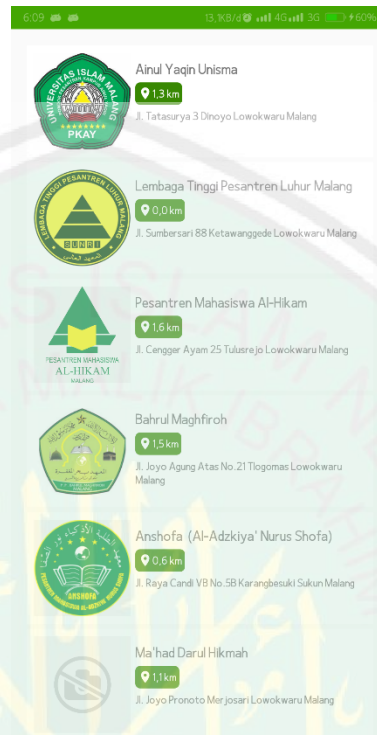 6:09 13,1KB/d 4G 3G 60%
UNIVERSITAS ISLAM MALANG
PKAY
Ainul Yaqin Unisma
1,3 km
Jl. Tatasurya 3 Dinoyo Lowokwaru Malang
LEMBAGA TINGGI PESANTREN LUHUR MALANG
SUNRI
Lembaga Tinggi Pesantren Luhur Malang
0,0 km
Jl. Sumbersari 88 Ketawanggede Lowokwaru Malang
PESANTREN MAHASISWA
AL-HIKAM
MALANG
Pesantren Mahasiswa Al-Hikam
1,6 km
Jl. Cengger Ayam 25 Tulusrejo Lowokwaru Malang
Bahrul Maghfiroh
1,5 km
Jl. Joyo Agung Atas No.21 Tlogomas Lowokwaru
Malang
ANSHOFA
Anshofa (Al-Adzkiya' Nurus Shofa)
0,6 km
Jl. Raya Candi VB No.5B Karangbesuki Sukun Malang
Ma'had Darul Hikmah
1,1 km
Jl. Joyo Pronoto Merjosari Lowokwaru Malang